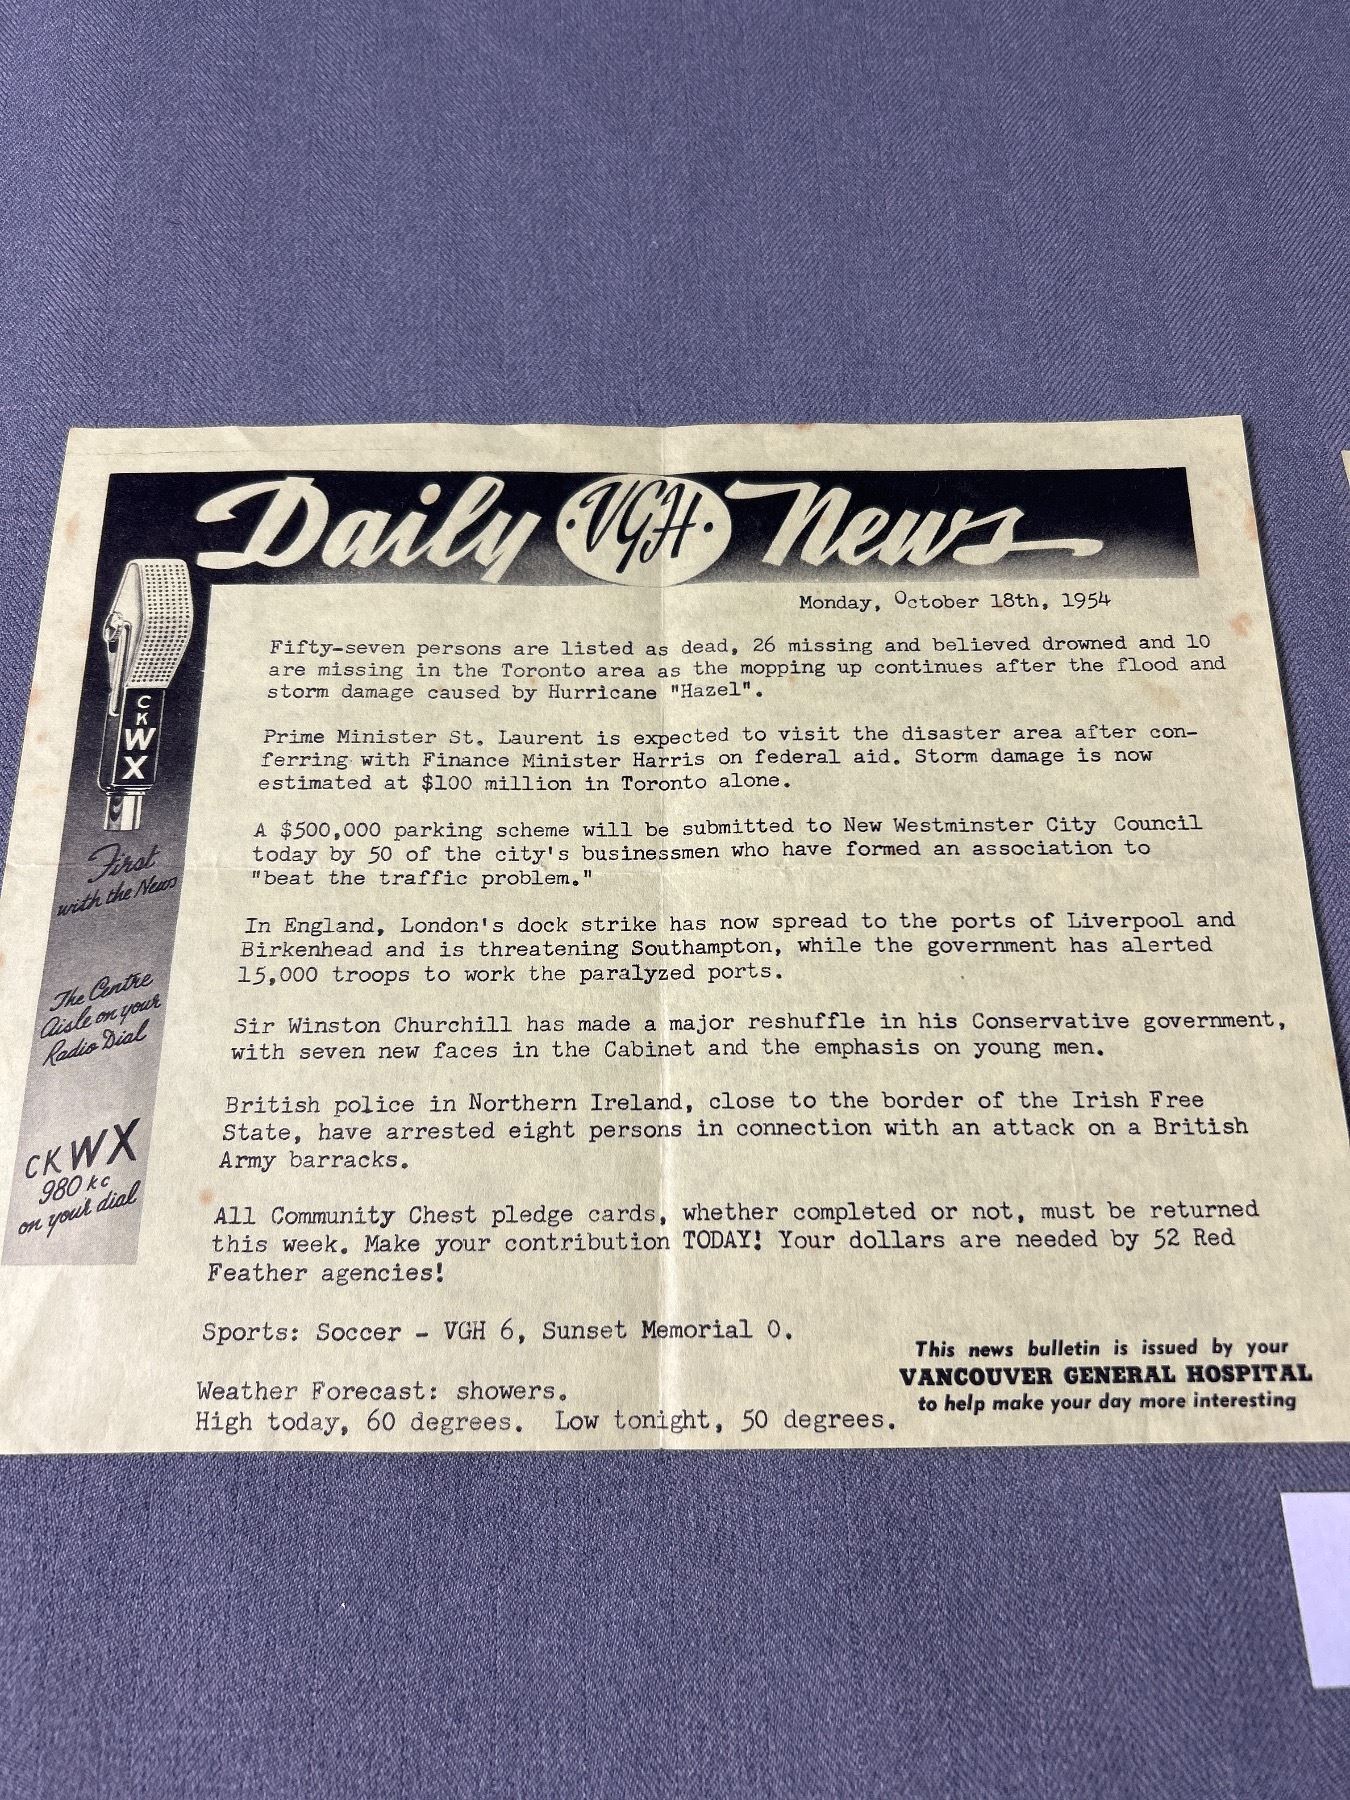 Daily VGH News
CKWX
First
with the News
The Centre
Aisle on your
Radio Dial
CKWX
980 KC
on your dial
Monday, October 18th, 1954
Fifty-seven persons are listed as dead, 26 missing and believed drowned and 10
are missing in the Toronto area as the mopping up continues after the flood and
storm damage caused by Hurricane "Hazel".
Prime Minister St. Laurent is expected to visit the disaster area after con-
ferring with Finance Minister Harris on federal aid. Storm damage is now
estimated at $100 million in Toronto alone.
A $500,000 parking scheme will be submitted to New Westminster City Council
today by 50 of the city's businessmen who have formed an association to
"beat the traffic problem."
In England, London's dock strike has now spread to the ports of Liverpool and
Birkenhead and is threatening Southampton, while the government has alerted
15,000 troops to work the paralyzed ports.
Sir Winston Churchill has made a major reshuffle in his Conservative government,
with seven new faces in the Cabinet and the emphasis on young men.
British police in Northern Ireland, close to the border of the Irish Free
State, have arrested eight persons in connection with an attack on a British
Army barracks.
All Community Chest pledge cards, whether completed or not, must be returned
this week. Make your contribution TODAY! Your dollars are needed by 52 Red
Feather agencies!
Sports: Soccer - VGH 6, Sunset Memorial 0.
Weather Forecast: showers.
High today, 60 degrees. Low tonight, 50 degrees.
This news bulletin is issued by your
VANCOUVER GENERAL HOSPITAL
to help make your day more interesting